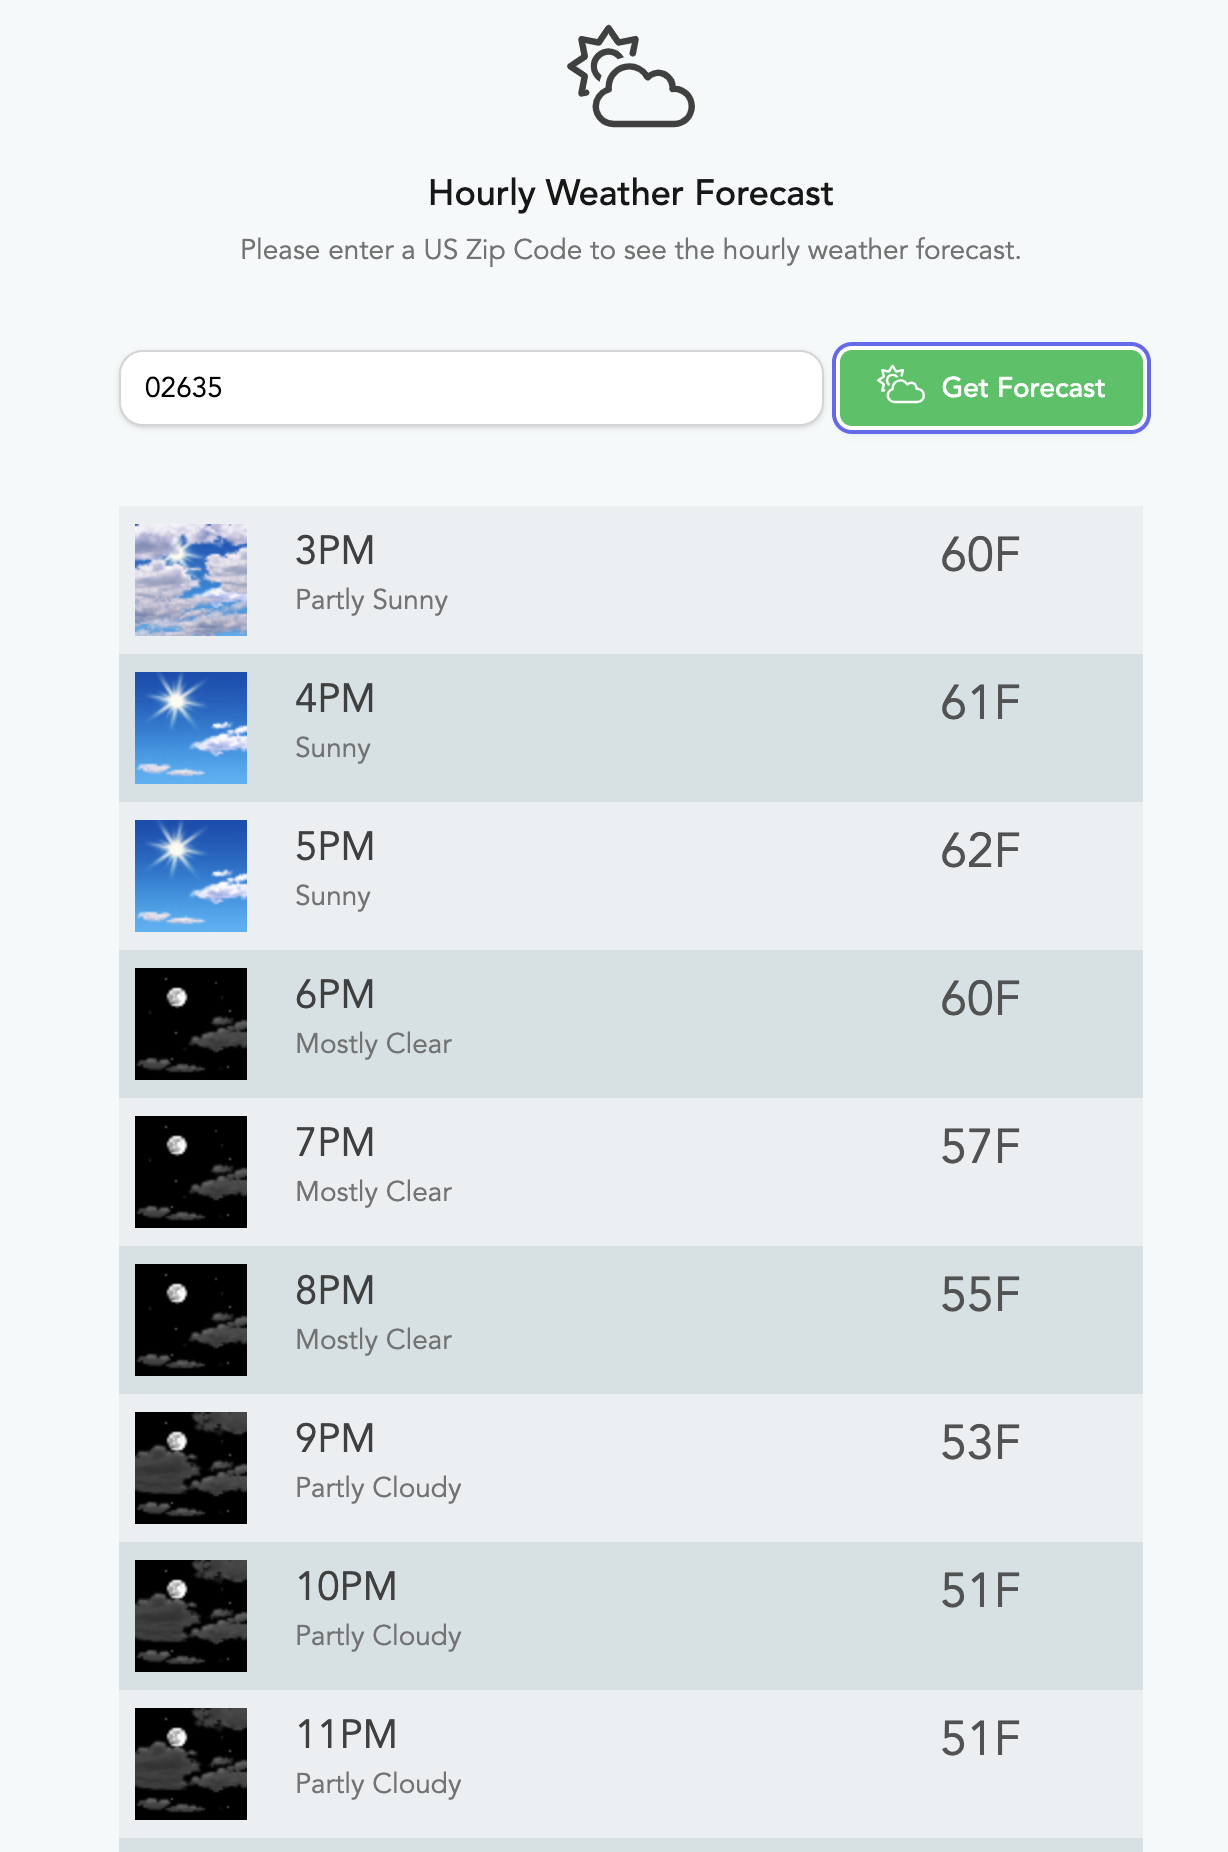 Hourly Weather Forecast
Please enter a US Zip Code to see the hourly weather forecast.
02635
Get Forecast
3PM
60F
Partly Sunny
4PM
61F
Sunny
5PM
62F
Sunny
6PM
60F
Mostly Clear
7PM
57F
Mostly Clear
8PM
55F
Mostly Clear
9PM
53F
Partly Cloudy
10PM
51F
Partly Cloudy
11PM
51F
Partly Cloudy